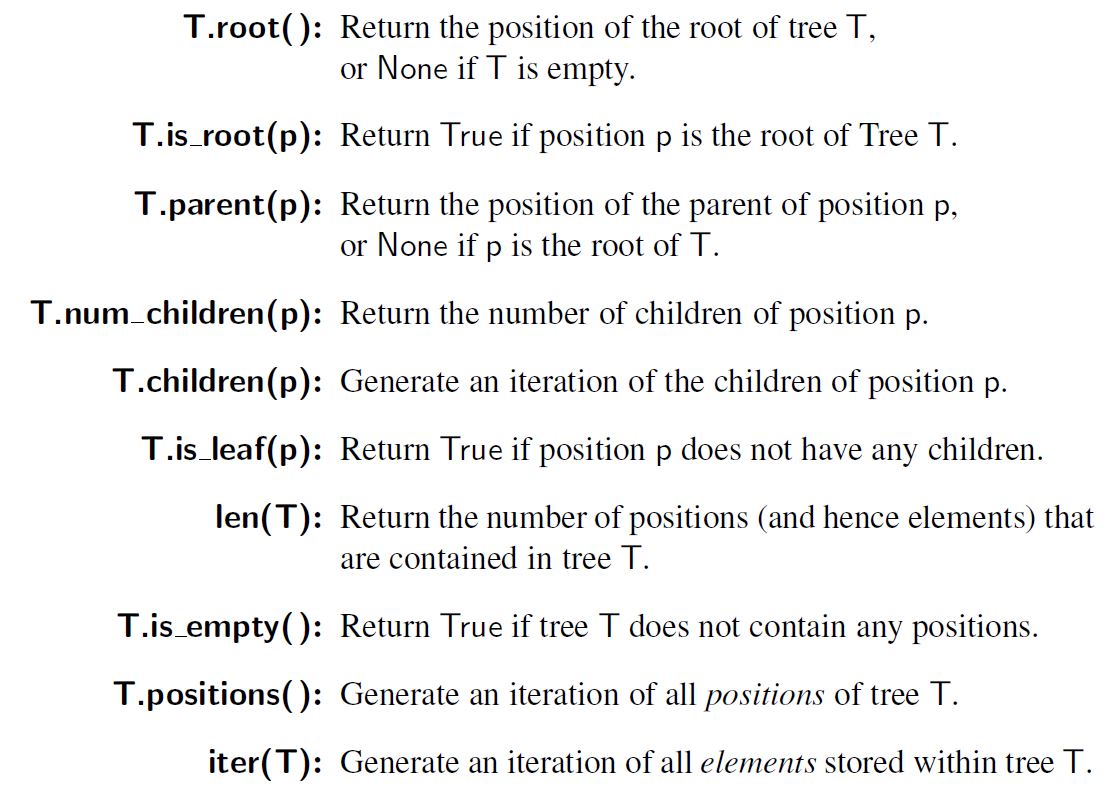 T.root( ): Return the position of the root of tree T,
or None if T is empty.
T.is_root(p): Return True if position p is the root of Tree T.
T.parent(p): Return the position of the parent of position p,
or None if p is the root of T.
T.num_children(p): Return the number of children of position p.
T.children(p): Generate an iteration of the children of position p.
T.is_leaf(p): Return True if position p does not have any children.
len(T): Return the number of positions (and hence elements) that
are contained in tree T.
T.is_empty( ): Return True if tree T does not contain any positions.
T.positions( ): Generate an iteration of all positions of tree T.
iter(T): Generate an iteration of all elements stored within tree T.